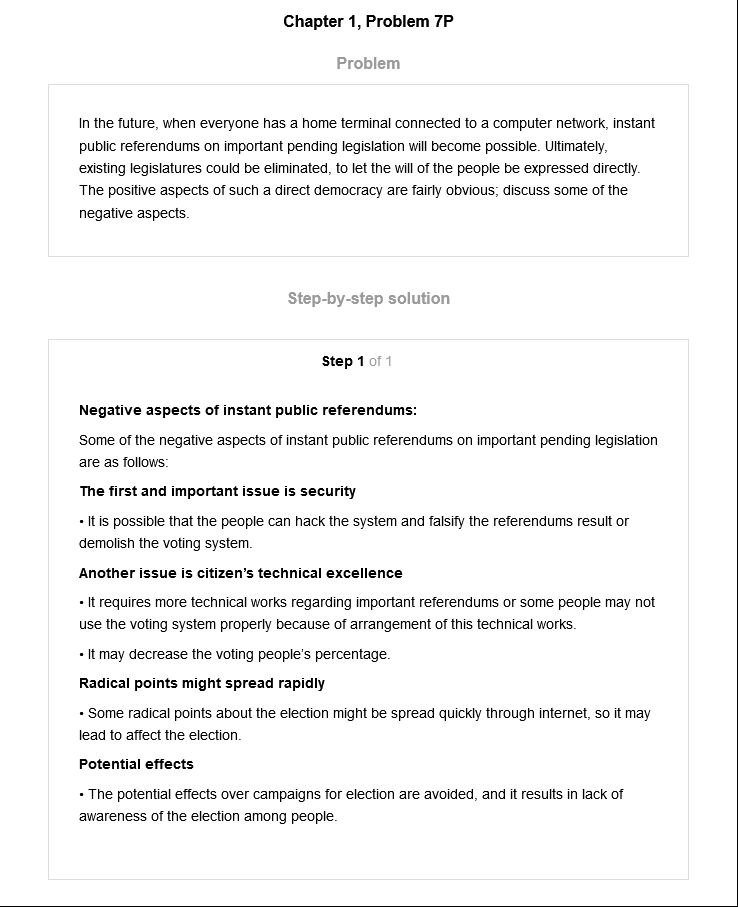 Chapter 1, Problem 7P
Problem
In the future, when everyone has a home terminal connected to a computer network, instant
public referendums on important pending legislation will become possible. Ultimately,
existing legislatures could be eliminated, to let the will of the people be expressed directly.
The positive aspects of such a direct democracy are fairly obvious; discuss some of the
negative aspects.
Step-by-step solution
Step 1 of 1
Negative aspects of instant public referendums:
Some of the negative aspects of instant public referendums on important pending legislation
are as follows:
The first and important issue is security
• It is possible that the people can hack the system and falsify the referendums result or
demolish the voting system.
Another issue is citizen’s technical excellence
• It requires more technical works regarding important referendums or some people may not
use the voting system properly because of arrangement of this technical works.
• It may decrease the voting people’s percentage.
Radical points might spread rapidly
• Some radical points about the election might be spread quickly through internet, so it may
lead to affect the election.
Potential effects
• The potential effects over campaigns for election are avoided, and it results in lack of
awareness of the election among people.